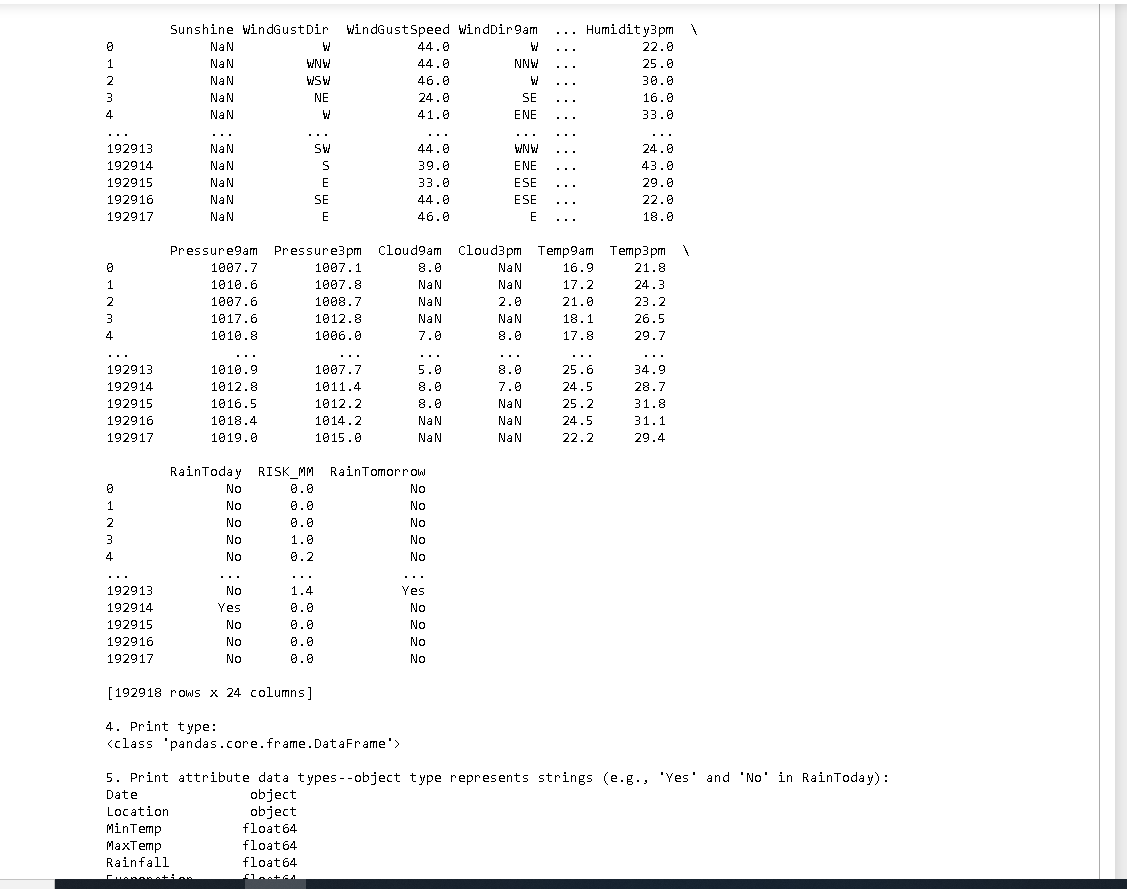 Sunshine WindGustDir WindGustSpeed WindDir9am ... Humidity3pm \
0 NaN W 44.0 W ... 22.0
1 NaN WNW 44.0 NNW ... 25.0
2 NaN WSW 46.0 W ... 30.0
3 NaN NE 24.0 SE ... 16.0
4 NaN W 41.0 ENE ... 33.0
... ... ... ... ... ... ...
192913 NaN SW 44.0 WNW ... 24.0
192914 NaN S 39.0 ENE ... 43.0
192915 NaN E 33.0 ESE ... 29.0
192916 NaN SE 44.0 ESE ... 22.0
192917 NaN E 46.0 E ... 18.0
Pressure9am Pressure3pm Cloud9am Cloud3pm Temp9am Temp3pm \
0 1007.7 1007.1 8.0 NaN 16.9 21.8
1 1010.6 1007.8 NaN NaN 17.2 24.3
2 1007.6 1008.7 NaN 2.0 21.0 23.2
3 1017.6 1012.8 NaN NaN 18.1 26.5
4 1010.8 1006.0 7.0 8.0 17.8 29.7
... ... ... ... ... ... ...
192913 1010.9 1007.7 5.0 8.0 25.6 34.9
192914 1012.8 1011.4 8.0 7.0 24.5 28.7
192915 1016.5 1012.2 8.0 NaN 25.2 31.8
192916 1018.4 1014.2 NaN NaN 24.5 31.1
192917 1019.0 1015.0 NaN NaN 22.2 29.4
RainToday RISK_MM RainTomorrow
0 No 0.0 No
1 No 0.0 No
2 No 0.0 No
3 No 1.0 No
4 No 0.2 No
... ... ... ...
192913 No 1.4 Yes
192914 Yes 0.0 No
192915 No 0.0 No
192916 No 0.0 No
192917 No 0.0 No
[192918 rows x 24 columns]
4. Print type:
<class 'pandas.core.frame.DataFrame'>
5. Print attribute data types--object type represents strings (e.g., 'Yes' and 'No' in RainToday):
Date object
Location object
MinTemp float64
MaxTemp float64
Rainfall float64
Evaporation float64